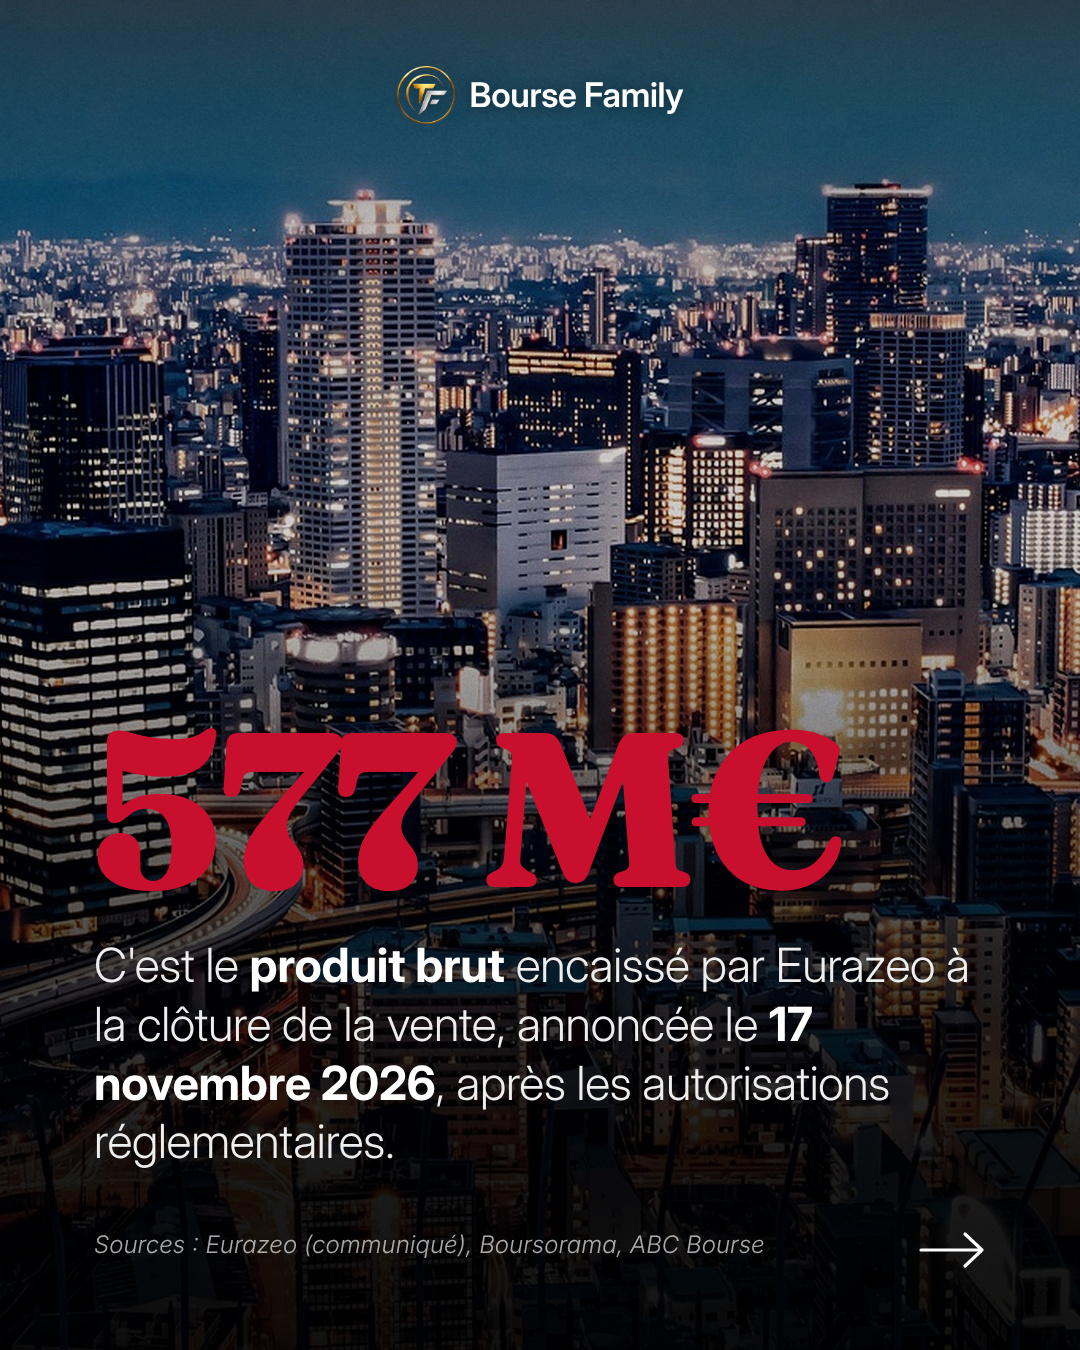 Bourse Family
577 M€
C'est le produit brut encaissé par Eurazeo à
la clôture de la vente, annoncée le 17
novembre 2026, après les autorisations
réglementaires.
Sources : Eurazeo (communiqué), Boursorama, ABC Bourse